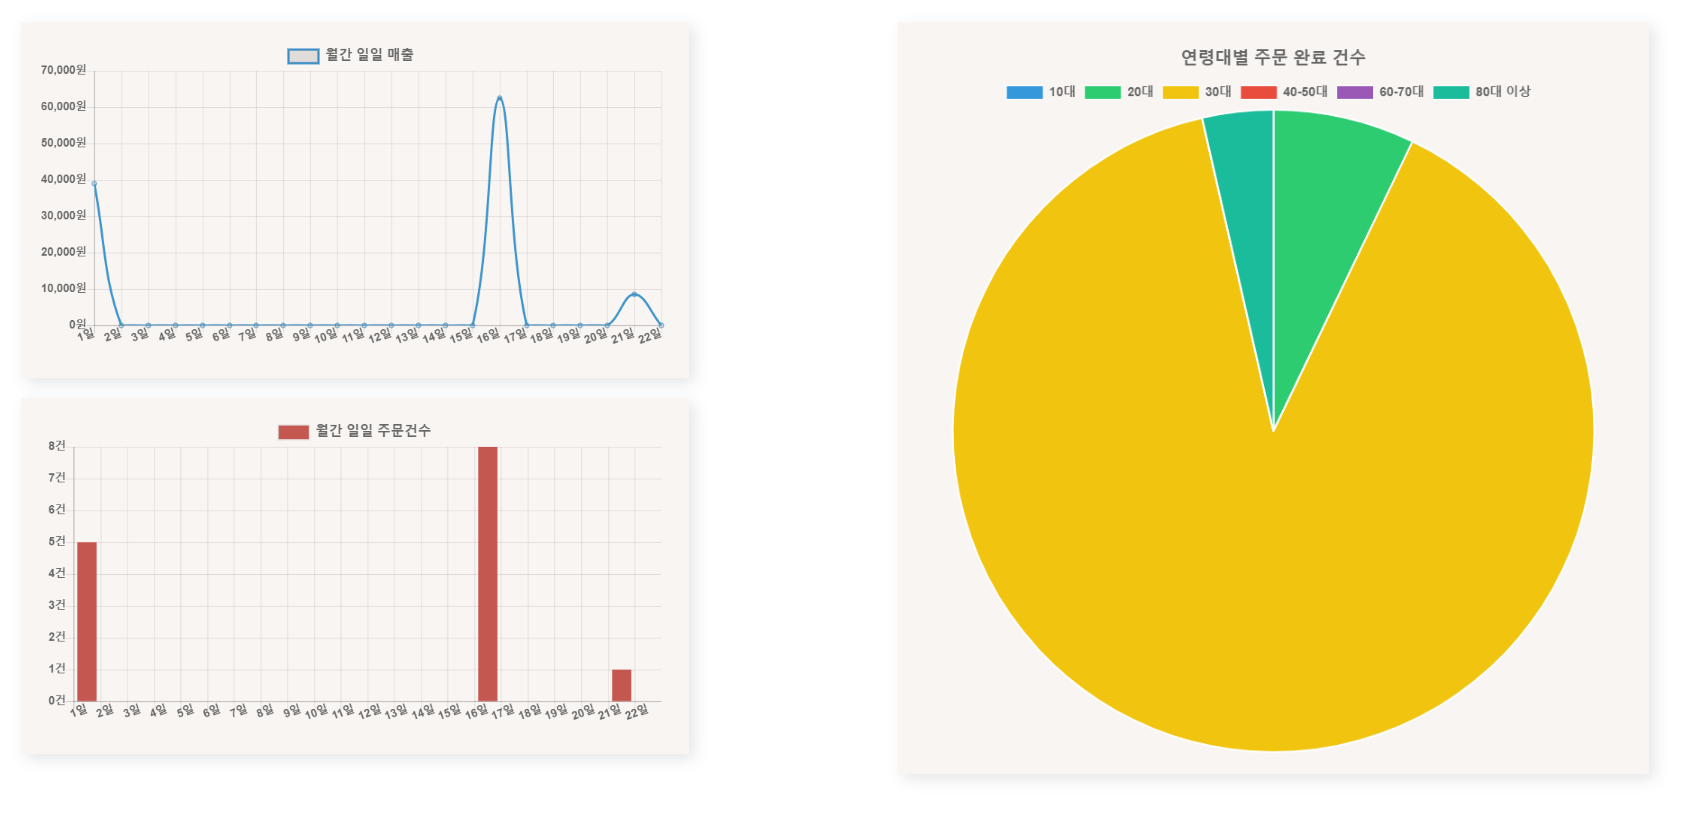 월간 일일 매출
70,000원
60,000원
50,000원
40,000원
30,000원
20,000원
10,000원
0원
1일 2일 3일 4일 5일 6일 7일 8일 9일 10일 11일 12일 13일 14일 15일 16일 17일 18일 19일 20일 21일 22일
월간 일일 주문건수
8건
7건
6건
5건
4건
3건
2건
1건
0건
1일 2일 3일 4일 5일 6일 7일 8일 9일 10일 11일 12일 13일 14일 15일 16일 17일 18일 19일 20일 21일 22일
연령대별 주문 완료 건수
10대 20대 30대 40-50대 60-70대 80대 이상